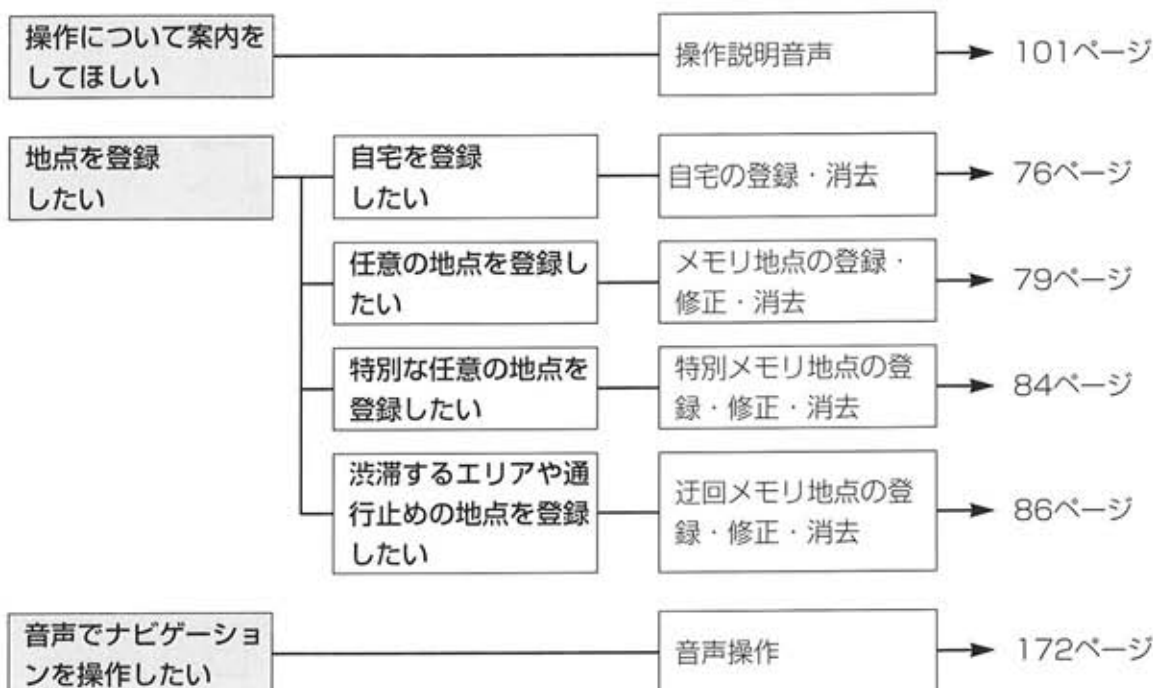 操作について案内を
してほしい
操作説明音声
101ページ
地点を登録
したい
自宅を登録
したい
自宅の登録・消去
76ページ
任意の地点を登録し
たい
メモリ地点の登録・
修正・消去
79ページ
特別な任意の地点を
登録したい
特別メモリ地点の登
録・修正・消去
84ページ
渋滞するエリアや通
行止めの地点を登録
したい
迂回メモリ地点の登
録・修正・消去
86ページ
音声でナビゲーショ
ンを操作したい
音声操作
172ページ